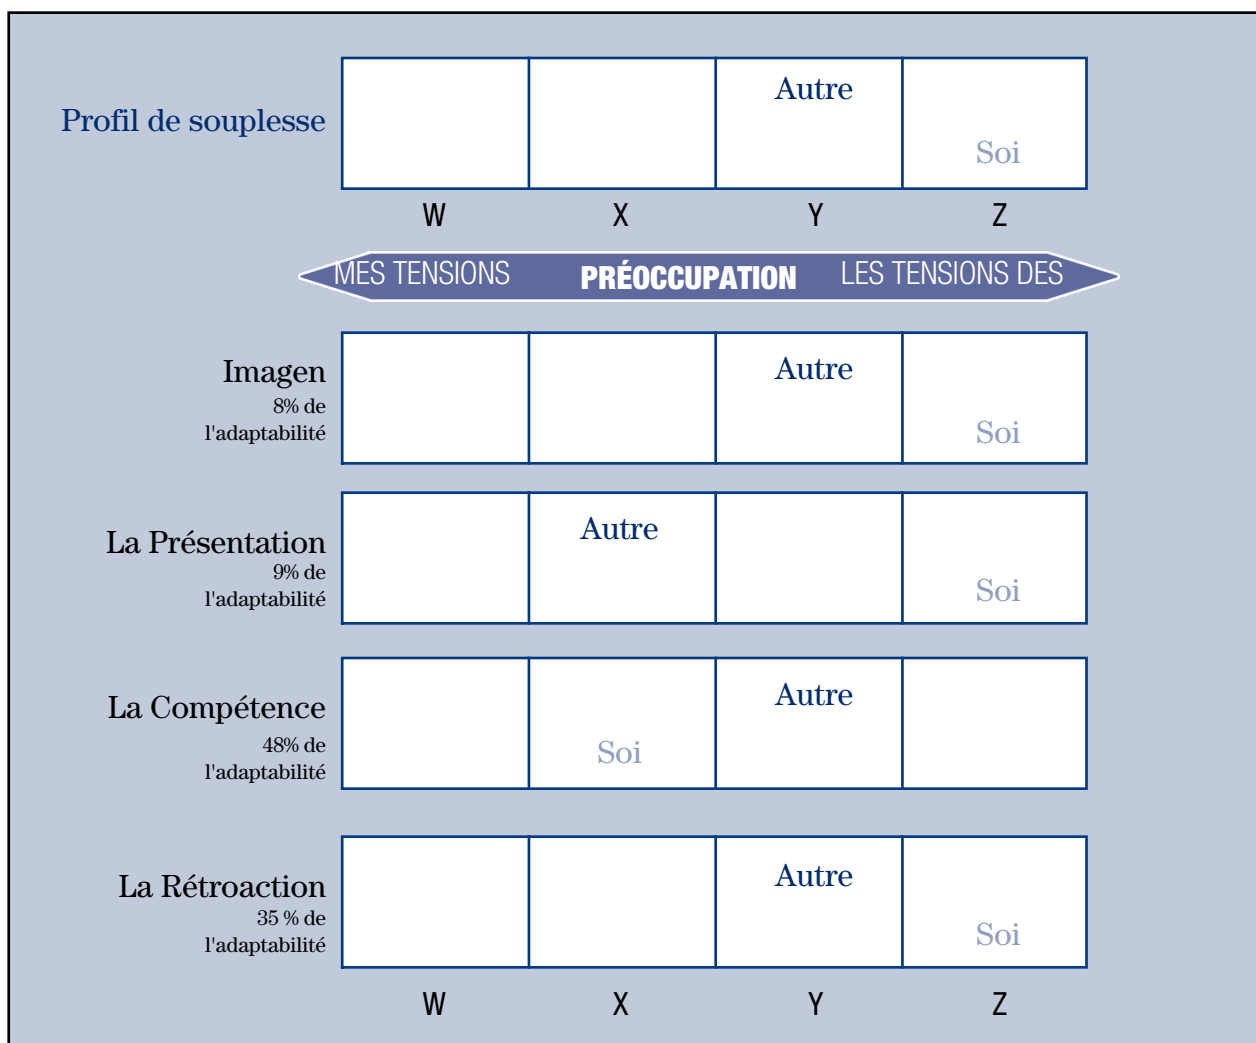 Autre
Profil de souplesse
Soi
W X Y Z
MES TENSIONS PRÉOCCUPATION LES TENSIONS DES
Imagen
Autre
8% de
l'adaptabilité
Soi
La Présentation
Autre
9% de
l'adaptabilité
Soi
La Compétence
Autre
48% de
l'adaptabilité
Soi
La Rétroaction
Autre
35 % de
l'adaptabilité
Soi
W X Y Z